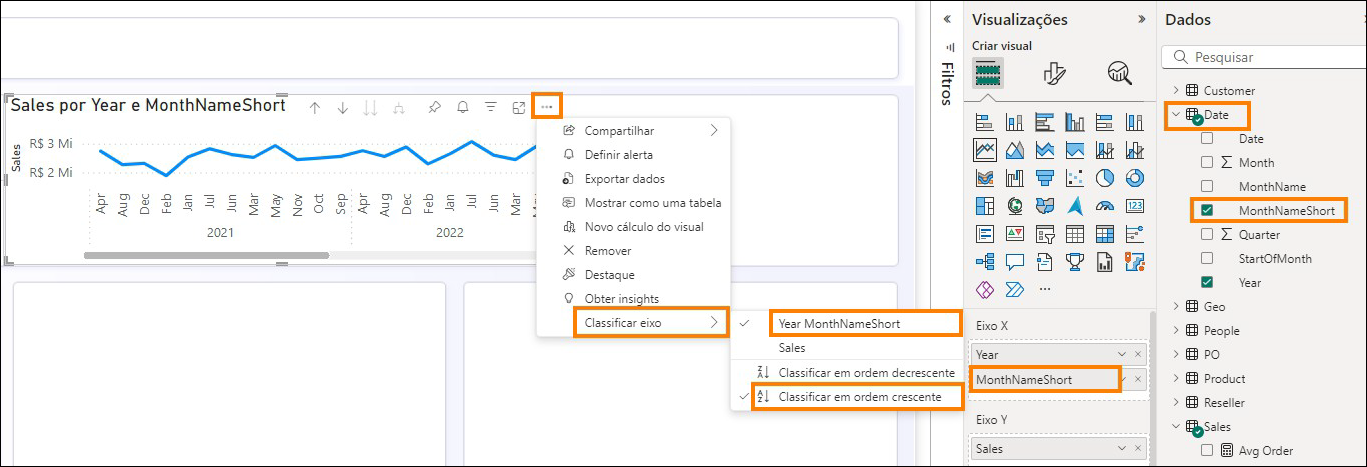 Sales por Year e MonthNameShort
Sales
R$ 3 Mi
R$ 2 Mi
Apr
Aug
Dec
Feb
Jan
Jul
Jun
Mar
May
Nov
Oct
Sep
Apr
Aug
Dec
Feb
Jan
Jul
Jun
Mar
2021
2022
Compartilhar
Definir alerta
Exportar dados
Mostrar como uma tabela
Novo cálculo do visual
Remover
Destaque
Obter insights
Classificar eixo
Year MonthNameShort
Sales
Classificar em ordem decrescente
Classificar em ordem crescente
Filtros
Visualizações
Criar visual
Eixo X
Year
MonthNameShort
Eixo Y
Sales
Dados
Pesquisar
Customer
Date
Date
Month
MonthName
MonthNameShort
Quarter
StartOfMonth
Year
Geo
People
PO
Product
Reseller
Sales
Avg Order